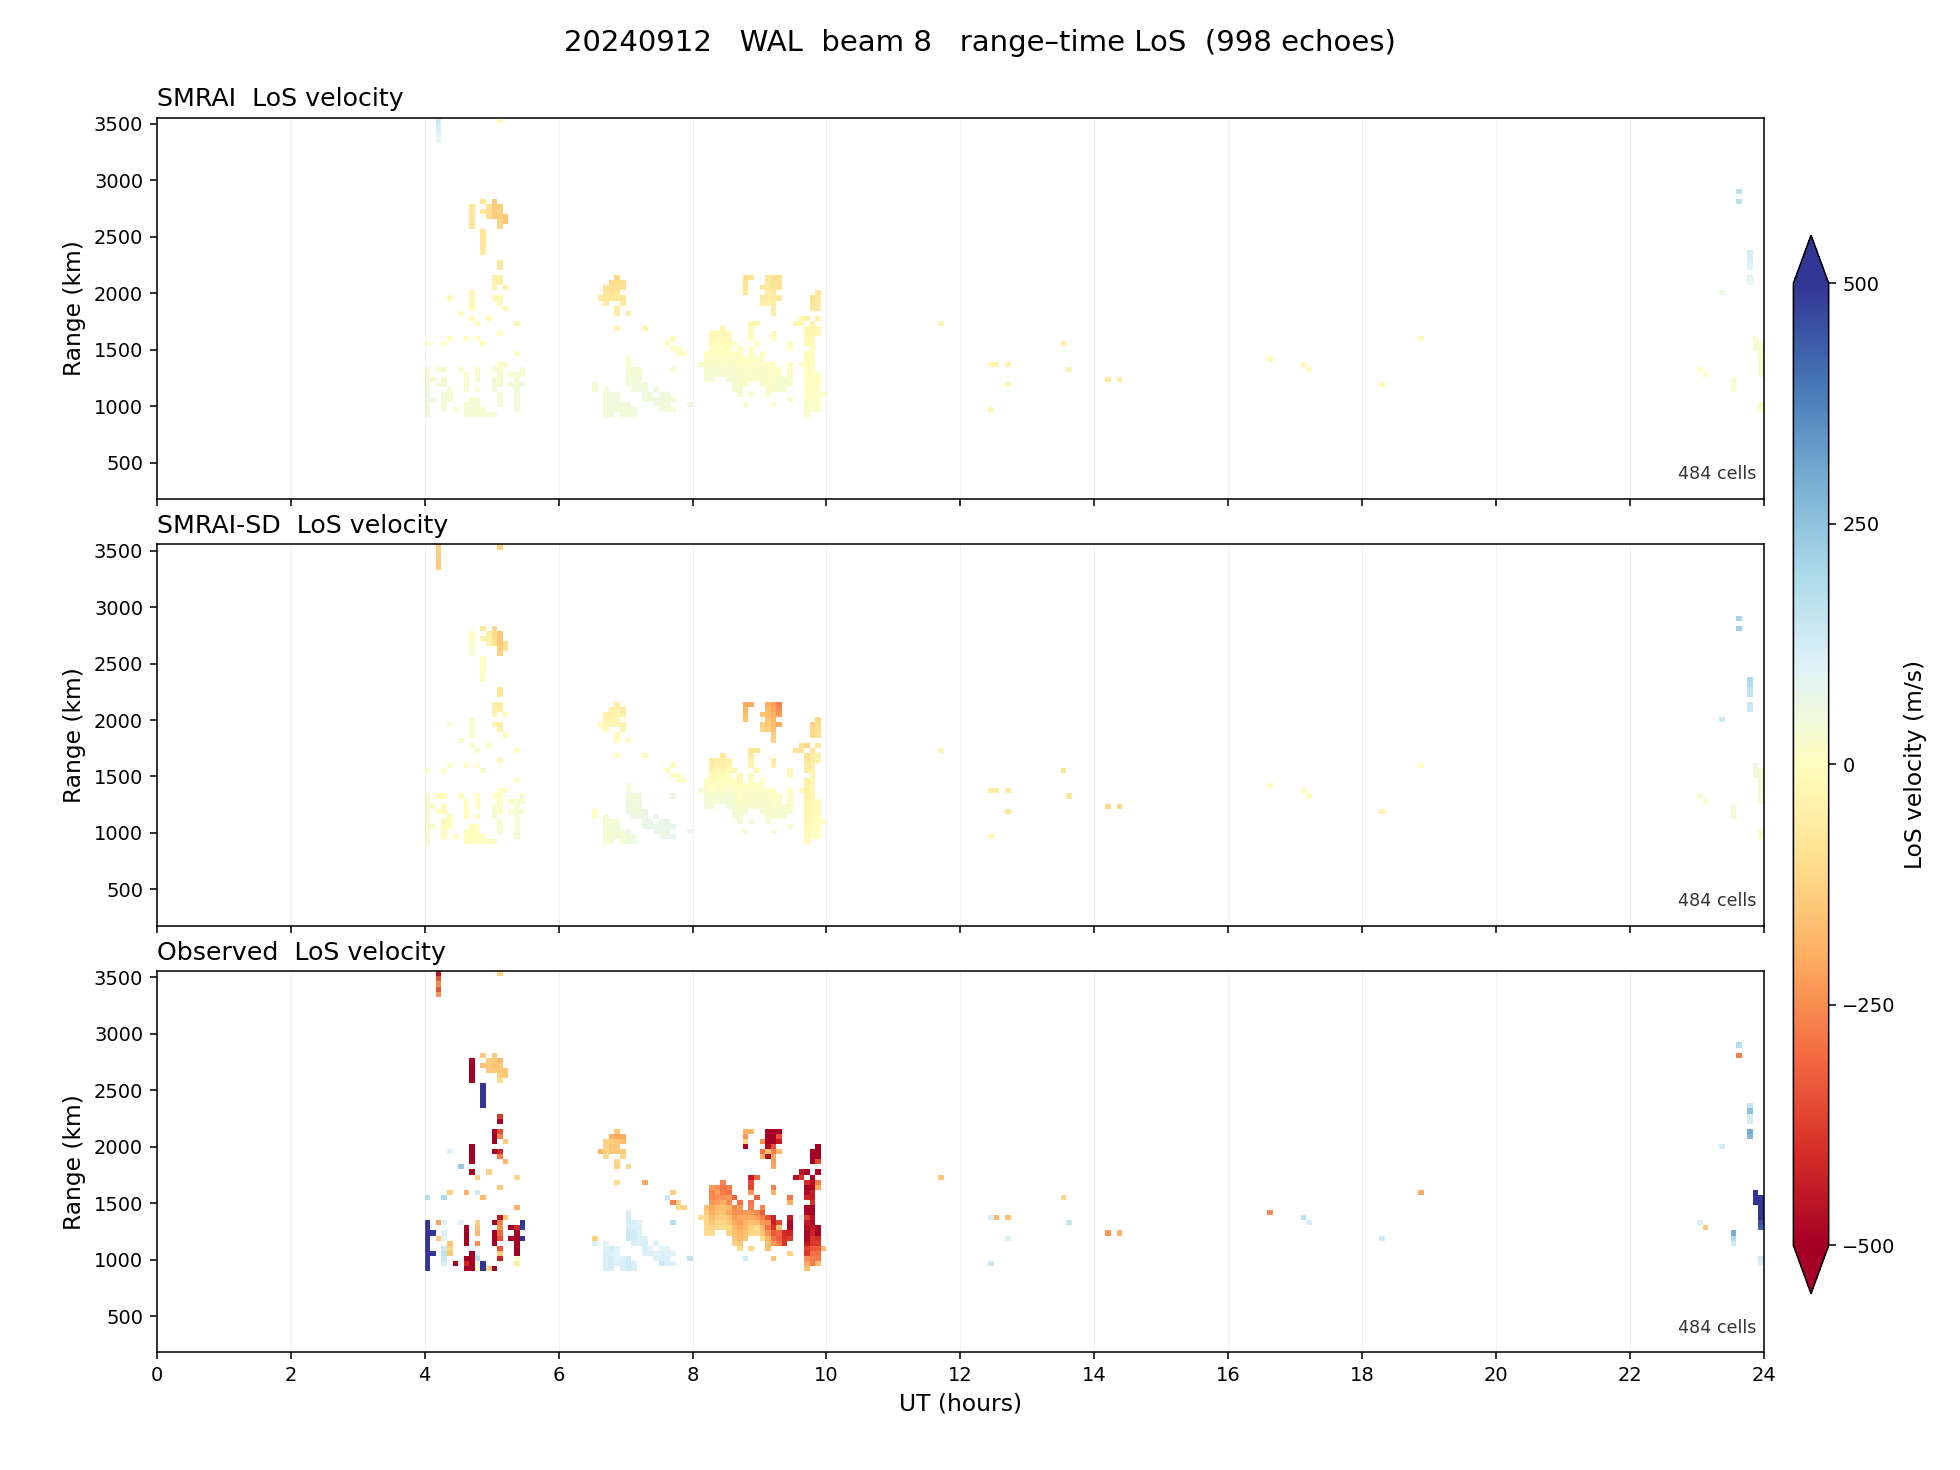 20240912 WAL beam 8 range–time LoS (998 echoes)
SMRAI LoS velocity
3500
3000
2500
2000
1500
1000
500
Range (km)
484 cells
SMRAI-SD LoS velocity
3500
3000
2500
2000
1500
1000
500
Range (km)
484 cells
Observed LoS velocity
3500
3000
2500
2000
1500
1000
500
Range (km)
484 cells
0 2 4 6 8 10 12 14 16 18 20 22 24
UT (hours)
500
250
0
−250
−500
LoS velocity (m/s)